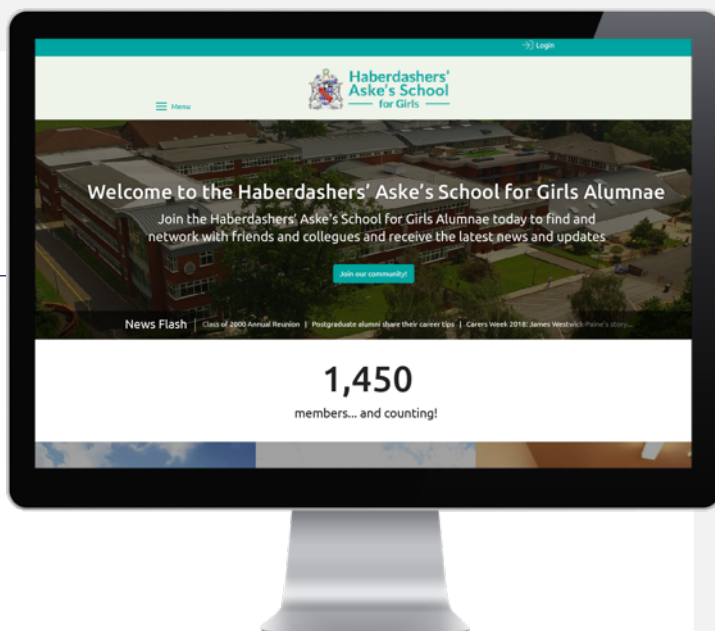 Login
Haberdashers'
Aske's School
for Girls
Menu
Welcome to the Haberdashers' Aske's School for Girls Alumnae
Join the Haberdashers' Aske's School for Girls Alumnae today to find and
network with friends and collegues and receive the latest news and updates
Join our community!
News Flash | Class of 2000 Annual Reunion | Postgraduate alumni share their career tips | Carers Week 2018: James Westwick-Paine's story...
1,450
members... and counting!